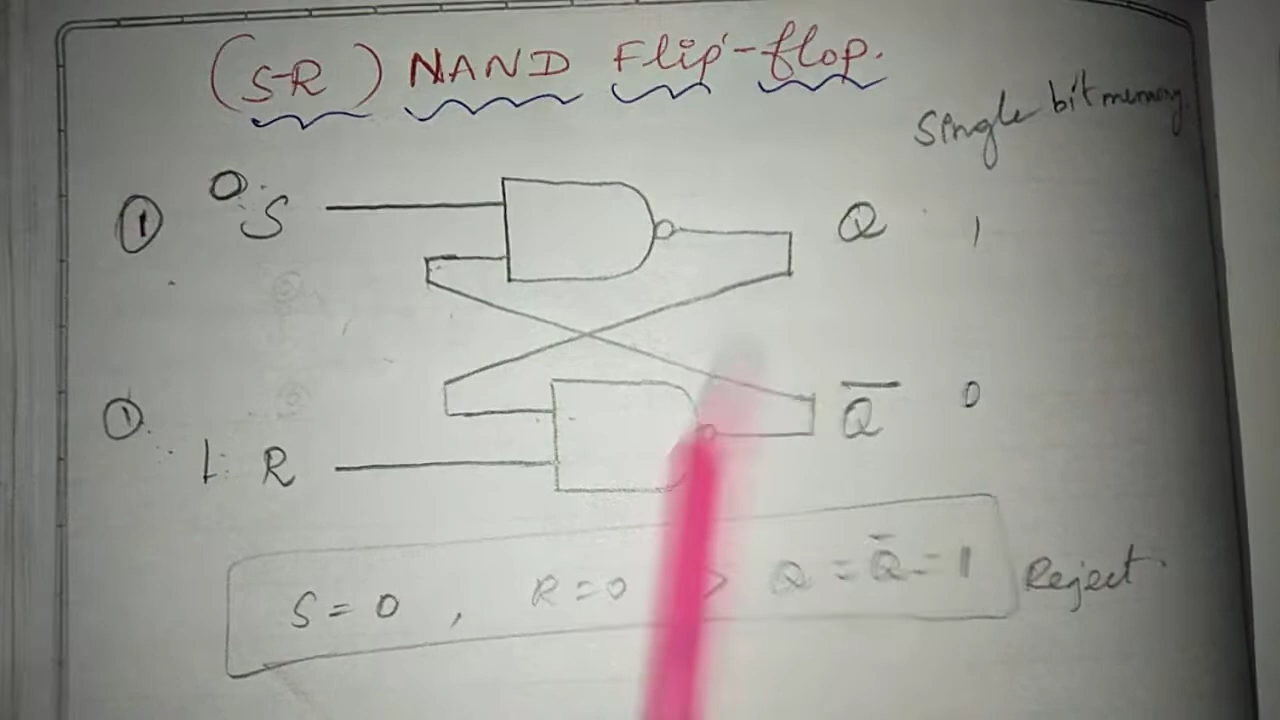 (S-R) NAND Flip-flop.
Single bit memory.
① 0 S Q 1
① 1 R Q̅ 0
S = 0 , R = 0 > Q = Q̅ = 1 Reject.